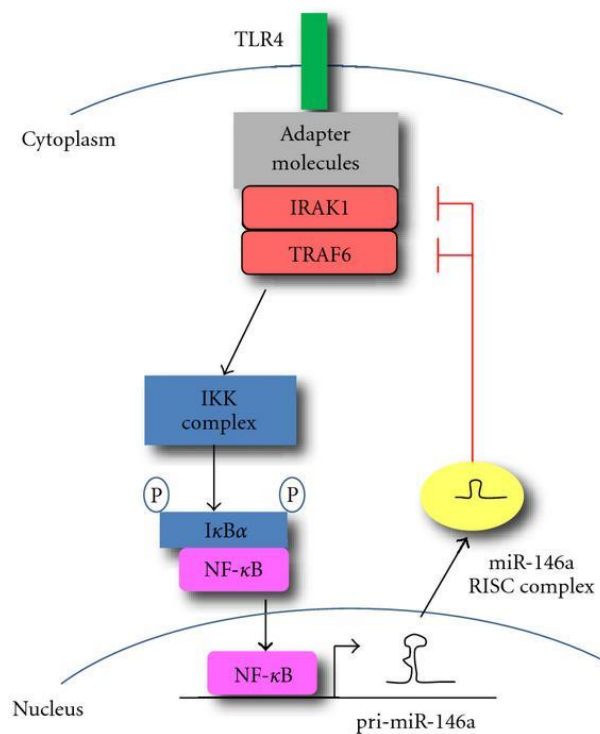 TLR4
Cytoplasm
Adapter
molecules
IRAK1
TRAF6
IKK
complex
P
P
IκBα
NF-κB
miR-146a
RISC complex
NF-κB
Nucleus
pri-miR-146a